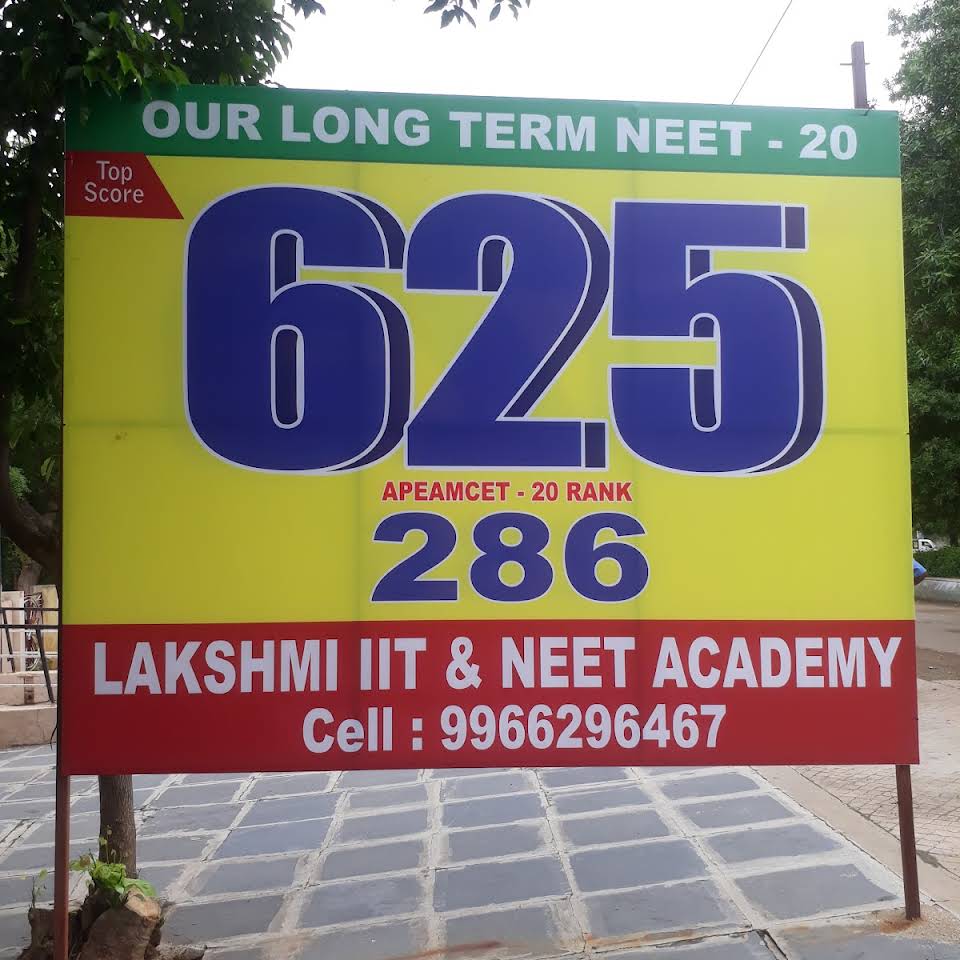 OUR LONG TERM NEET - 20
Top
Score
625
APEAMCET - 20 RANK
286
LAKSHMI IIT & NEET ACADEMY
Cell : 9966296467